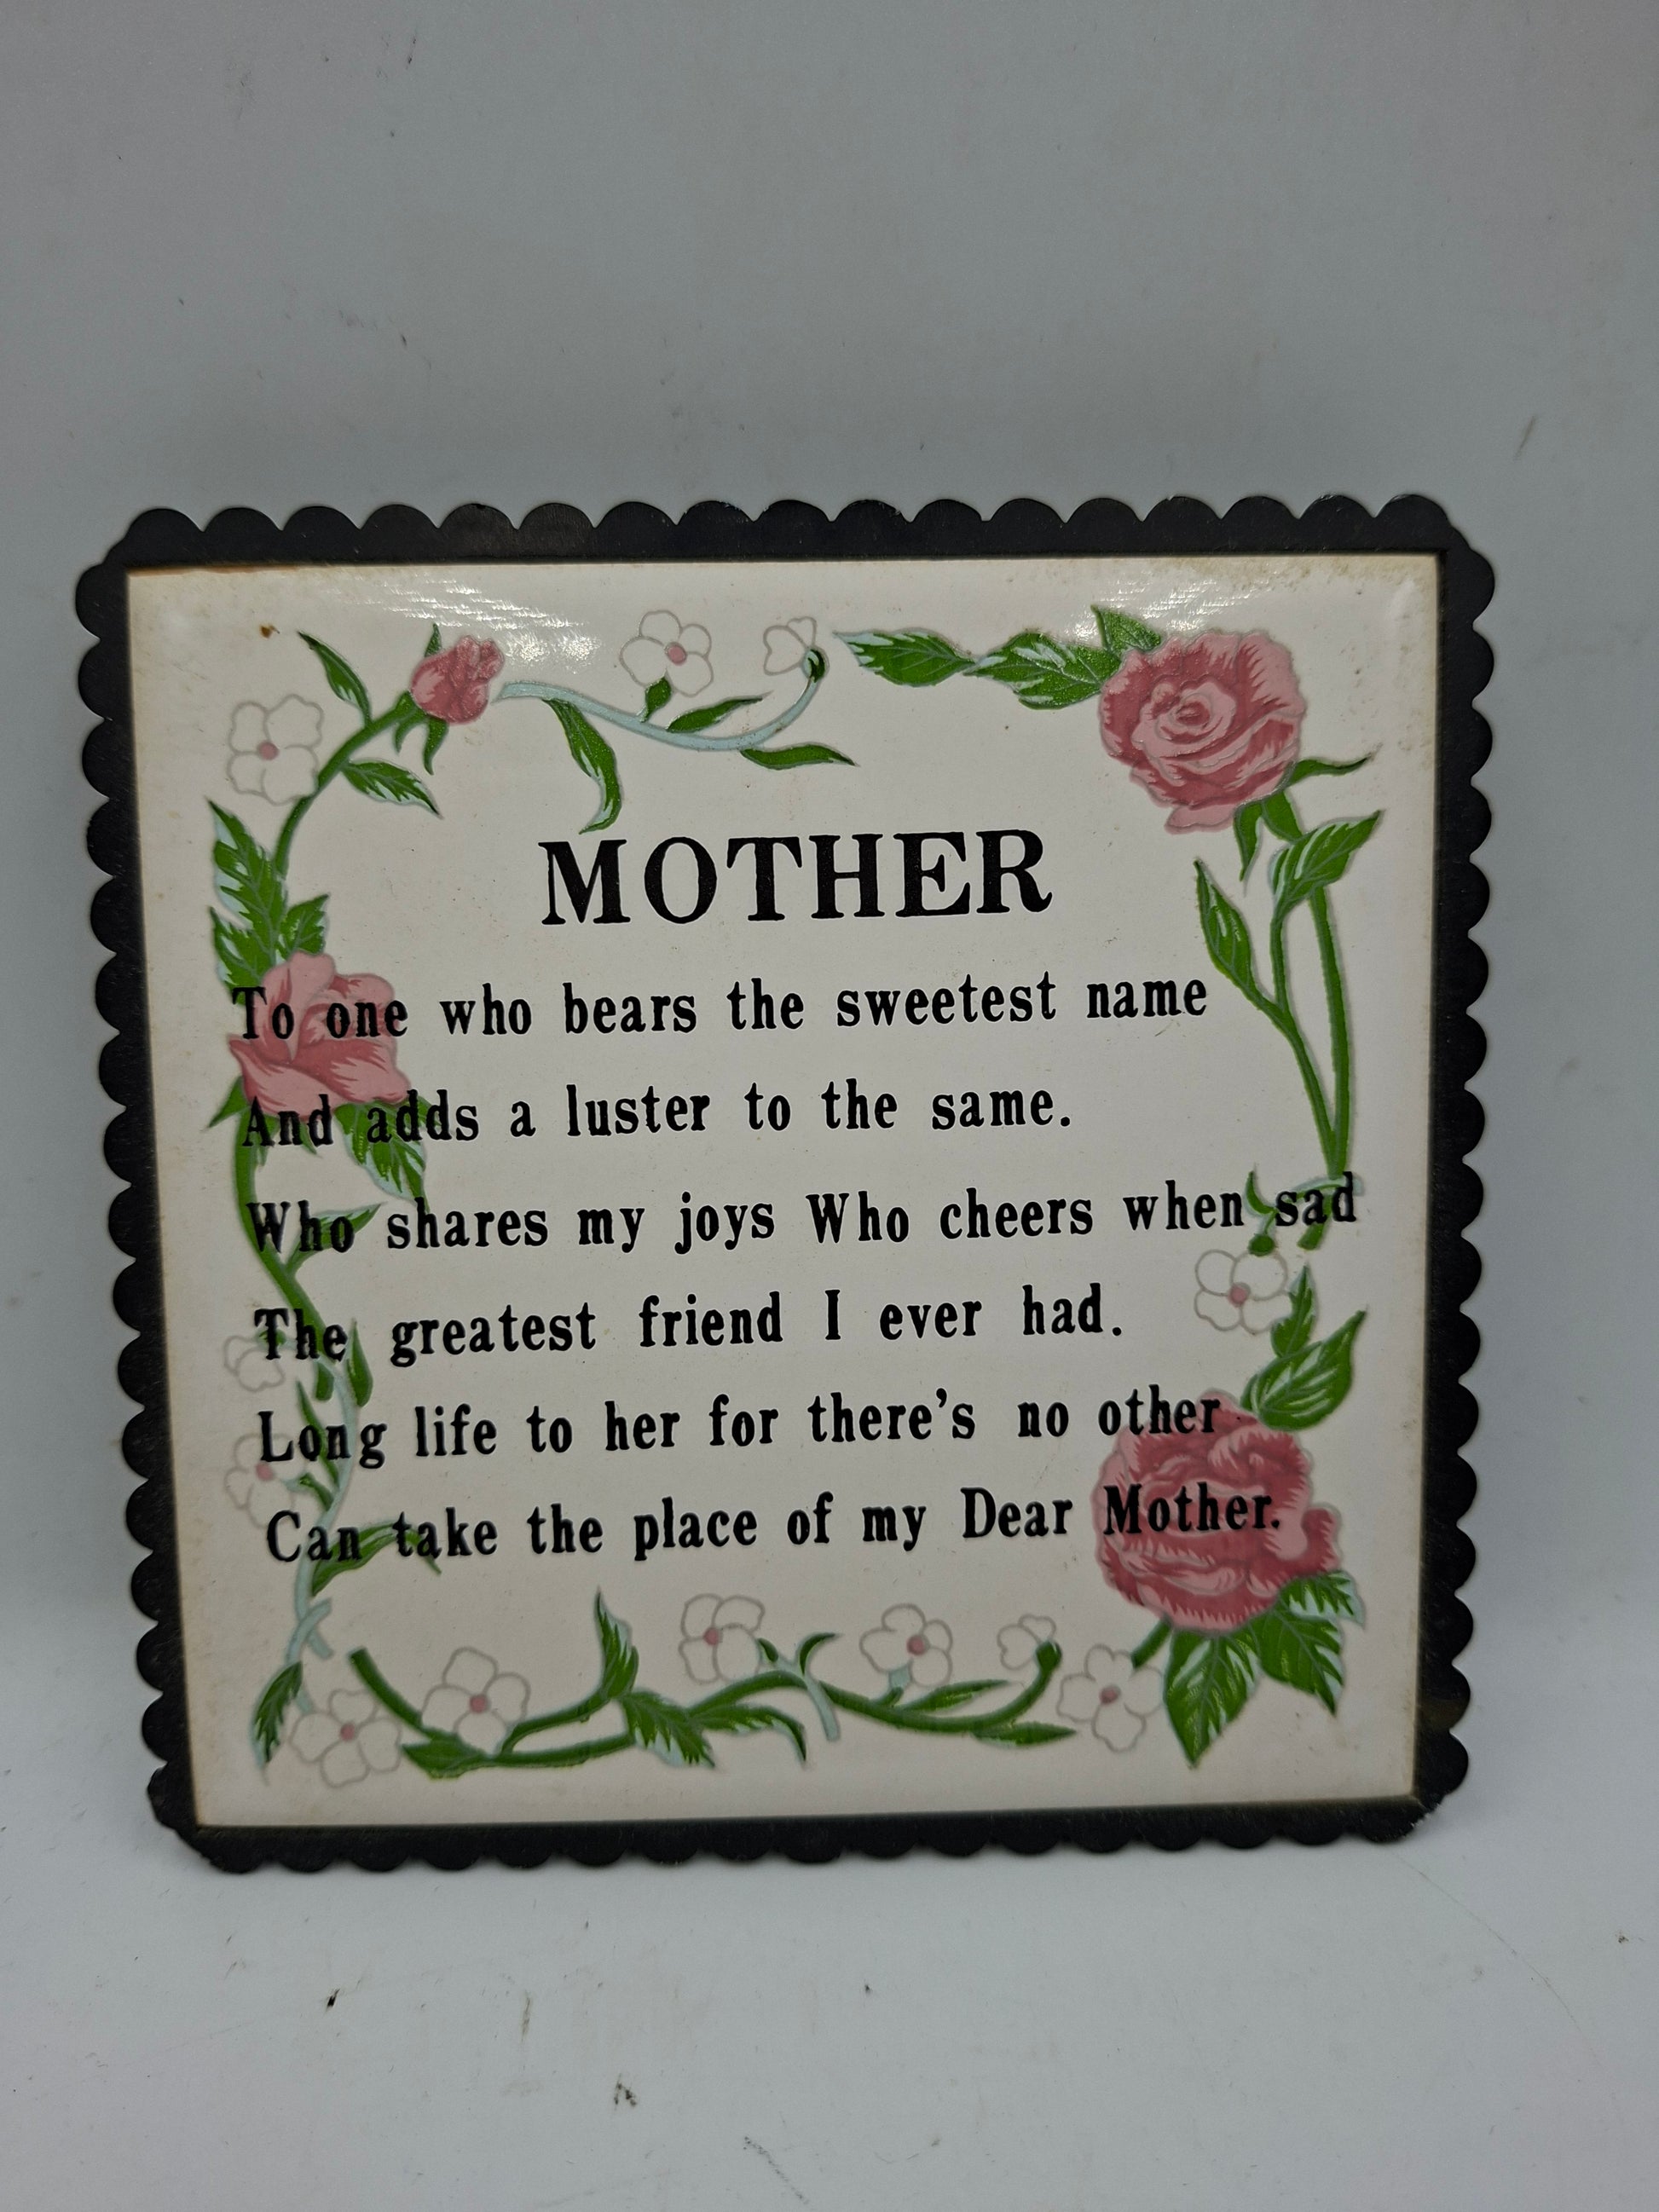 MOTHER
To one who bears the sweetest name
And adds a luster to the same.
Who shares my joys Who cheers when sad
The greatest friend I ever had.
Long life to her for there's no other
Can take the place of my Dear Mother.